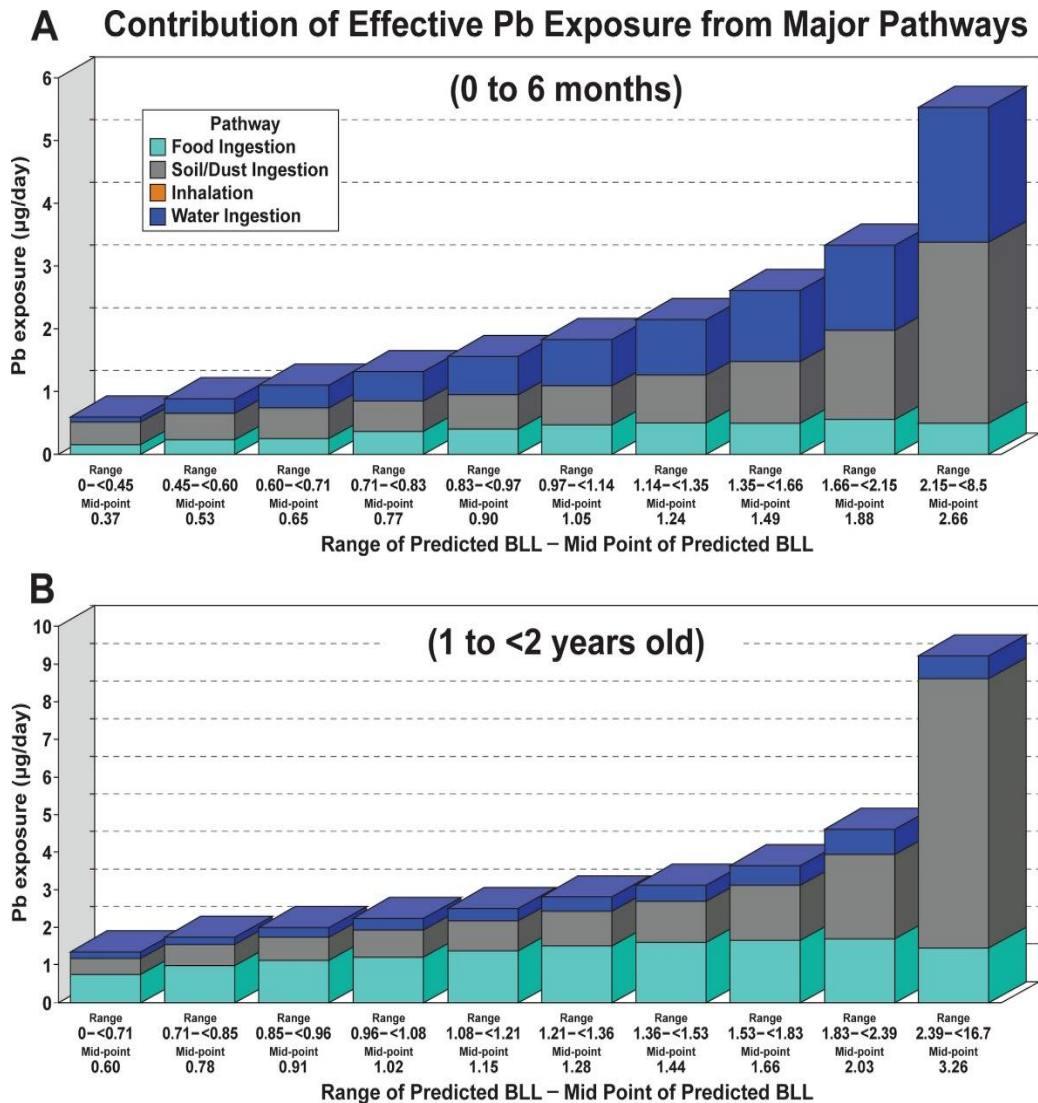 A Contribution of Effective Pb Exposure from Major Pathways
(0 to 6 months)
Pathway
Food Ingestion
Soil/Dust Ingestion
Inhalation
Water Ingestion
Pb exposure (µg/day)
6
5
4
3
2
1
0
Range Range Range Range Range Range Range Range Range Range
0–<0.45 0.45–<0.60 0.60–<0.71 0.71–<0.83 0.83–<0.97 0.97–<1.14 1.14–<1.35 1.35–<1.66 1.66–<2.15 2.15–<8.5
Mid-point Mid-point Mid-point Mid-point Mid-point Mid-point Mid-point Mid-point Mid-point Mid-point
0.37 0.53 0.65 0.77 0.90 1.05 1.24 1.49 1.88 2.66
Range of Predicted BLL – Mid Point of Predicted BLL
B
(1 to <2 years old)
Pb exposure (µg/day)
10
9
8
7
6
5
4
3
2
1
0
Range Range Range Range Range Range Range Range Range Range
0–<0.71 0.71–<0.85 0.85–<0.96 0.96–<1.08 1.08–<1.21 1.21–<1.36 1.36–<1.53 1.53–<1.83 1.83–<2.39 2.39–<16.7
Mid-point Mid-point Mid-point Mid-point Mid-point Mid-point Mid-point Mid-point Mid-point Mid-point
0.60 0.78 0.91 1.02 1.15 1.28 1.44 1.66 2.03 3.26
Range of Predicted BLL – Mid Point of Predicted BLL